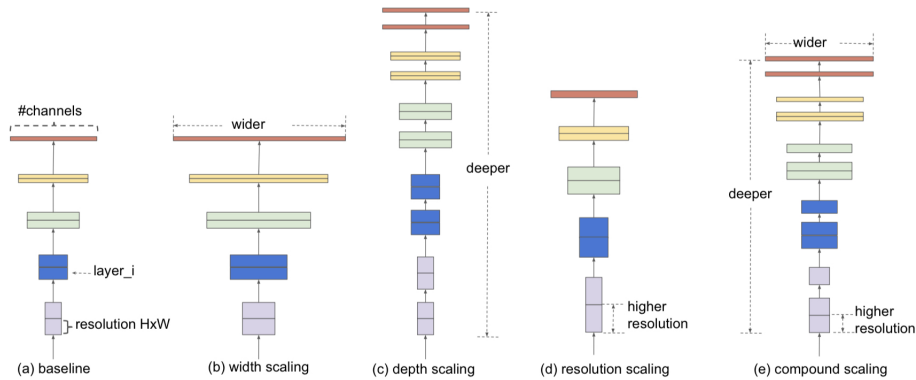 #channels
layer_i
resolution HxW
(a) baseline
wider
(b) width scaling
deeper
(c) depth scaling
higher
resolution
(d) resolution scaling
wider
deeper
higher
resolution
(e) compound scaling